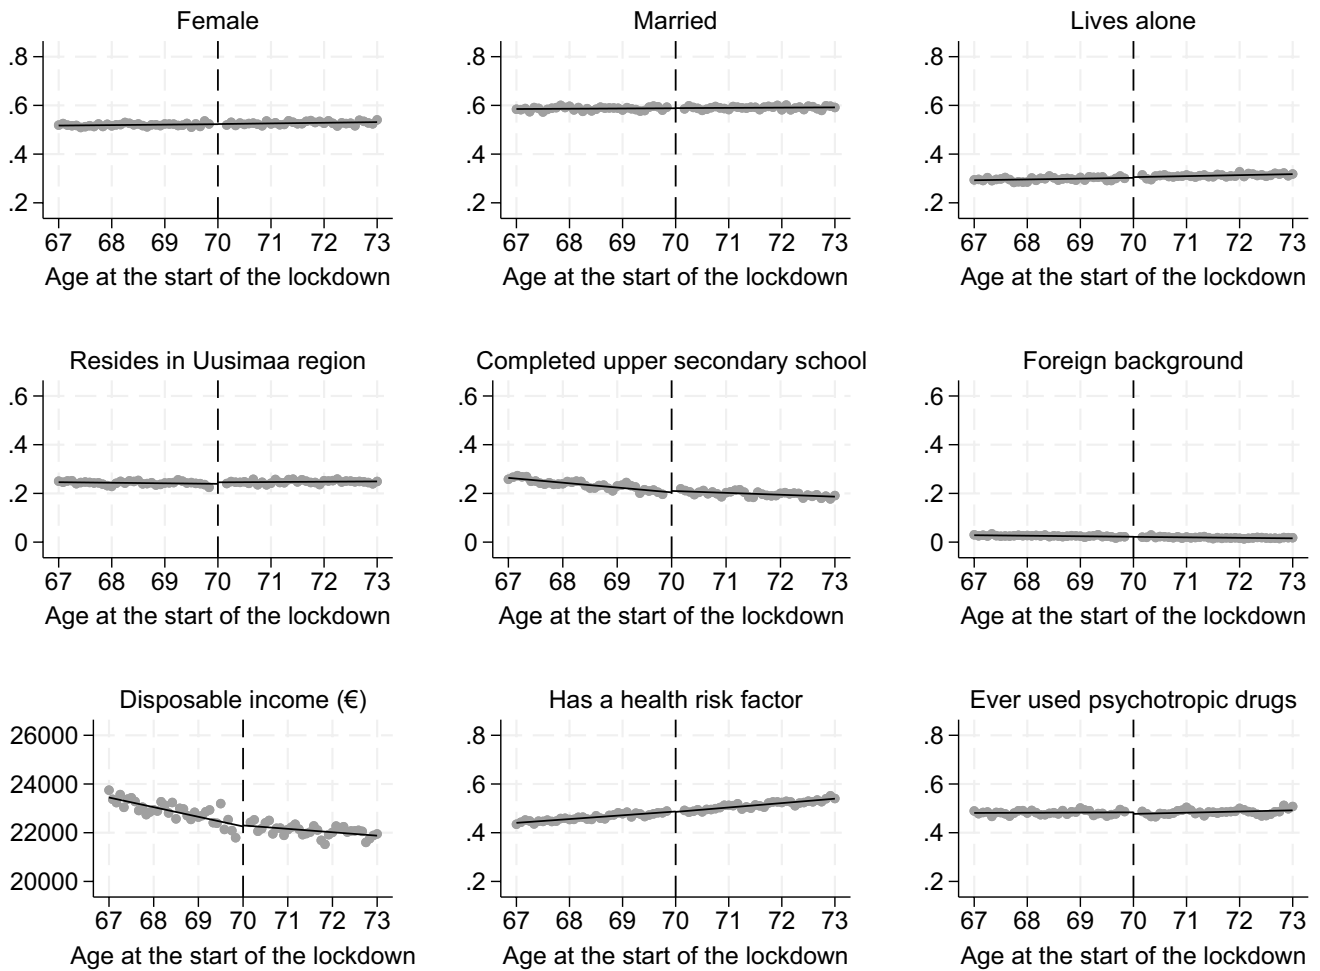 Female
Married
Lives alone
.8
.6
.4
.2
67 68 69 70 71 72 73
Age at the start of the lockdown
.8
.6
.4
.2
67 68 69 70 71 72 73
Age at the start of the lockdown
.8
.6
.4
.2
67 68 69 70 71 72 73
Age at the start of the lockdown
Resides in Uusimaa region
Completed upper secondary school
Foreign background
.6
.4
.2
0
67 68 69 70 71 72 73
Age at the start of the lockdown
.6
.4
.2
0
67 68 69 70 71 72 73
Age at the start of the lockdown
.6
.4
.2
0
67 68 69 70 71 72 73
Age at the start of the lockdown
Disposable income (€)
Has a health risk factor
Ever used psychotropic drugs
26000
24000
22000
20000
67 68 69 70 71 72 73
Age at the start of the lockdown
.8
.6
.4
.2
67 68 69 70 71 72 73
Age at the start of the lockdown
.8
.6
.4
.2
67 68 69 70 71 72 73
Age at the start of the lockdown